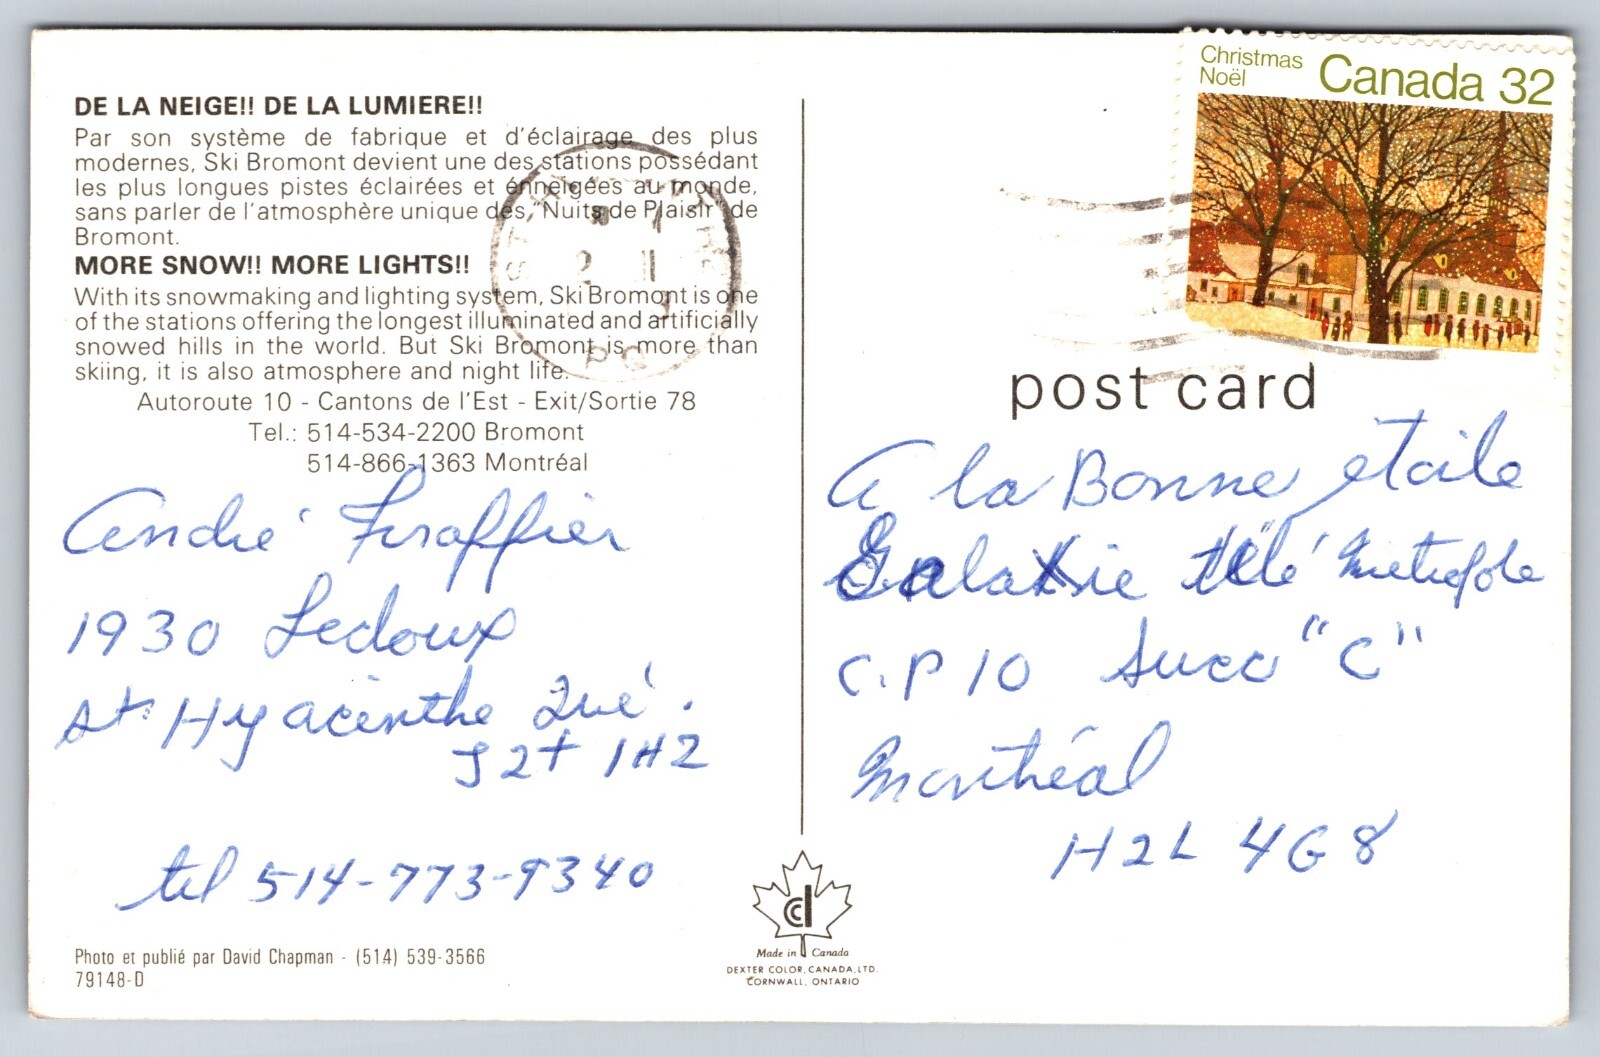 DE LA NEIGE!! DE LA LUMIERE!!
Par son système de fabrique et d'éclairage des plus
modernes, Ski Bromont devient une des stations possédant
les plus longues pistes éclairées et enneigées au monde,
sans parler de l'atmosphère unique des "Nuits de Plaisir" de
Bromont.
MORE SNOW!! MORE LIGHTS!!
With its snowmaking and lighting system, Ski Bromont is one
of the stations offering the longest illuminated and artificially
snowed hills in the world. But Ski Bromont is more than
skiing, it is also atmosphere and night life.
Autoroute 10 - Cantons de l'Est - Exit/Sortie 78
Tel.: 514-534-2200 Bromont
514-866-1363 Montréal
André
1930 Ledoux
St Hyacinthe Qué.
J2T 1H2
tel 514-773-9340
Photo et publié par David Chapman - (514) 539-3566
79148-D
Made in Canada
DEXTER COLOR, CANADA, LTD.
CORNWALL, ONTARIO
Christmas
Noël
Canada 32
PQ
post card
A la Bonne étoile
Galaxie télé Métropole
C.P 10 Succ "C"
Montréal
H2L 4G8